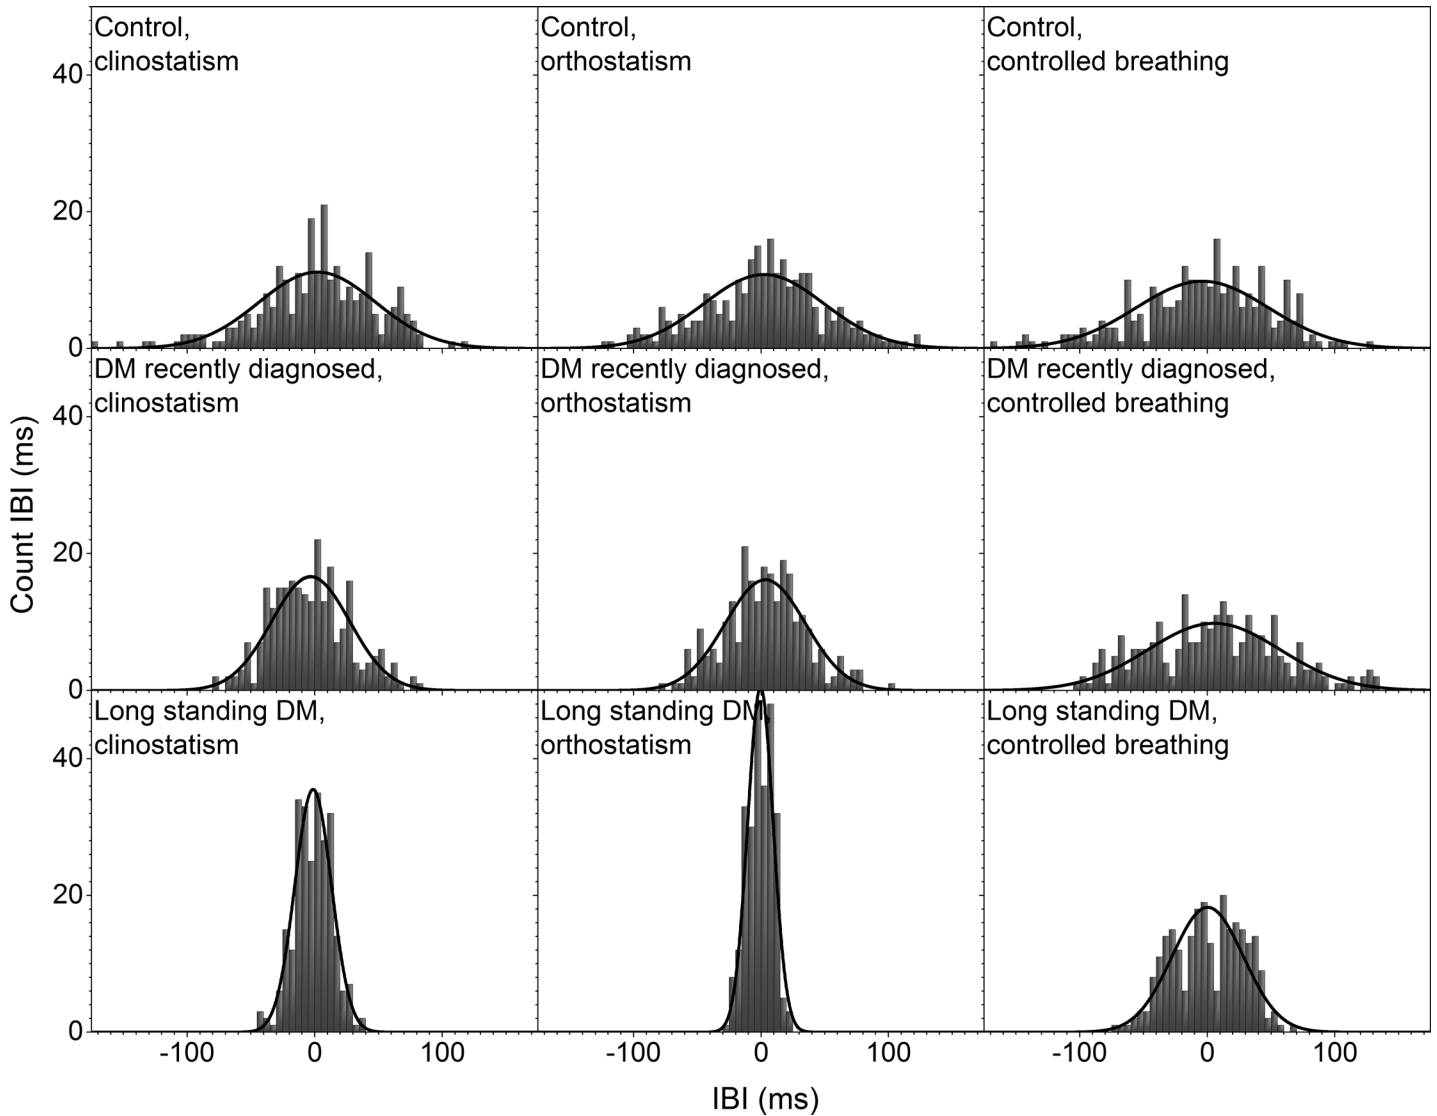 Control,
clinostatism
Control,
orthostatism
Control,
controlled breathing
40
20
0
DM recently diagnosed,
clinostatism
DM recently diagnosed,
orthostatism
DM recently diagnosed,
controlled breathing
40
20
0
Long standing DM,
clinostatism
Long standing DM,
orthostatism
Long standing DM,
controlled breathing
40
20
0
Count IBI (ms)
-100 0 100
-100 0 100
-100 0 100
IBI (ms)